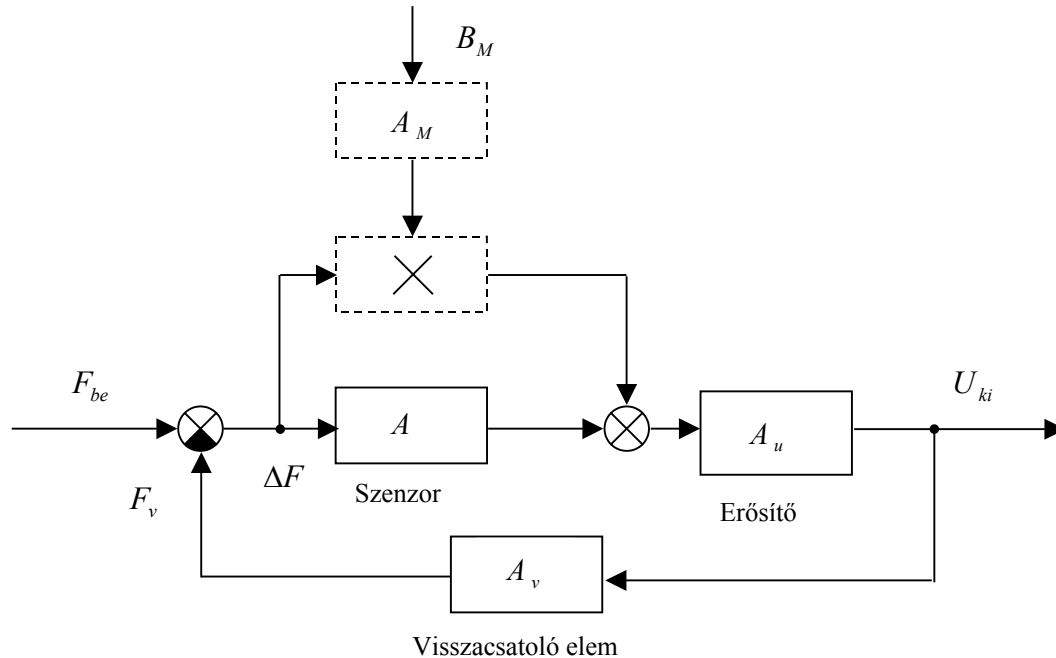 B_M
A_M
F_be
U_ki
A
A_u
ΔF
F_v
Szenzor
Erősítő
A_v
Visszacsatoló elem